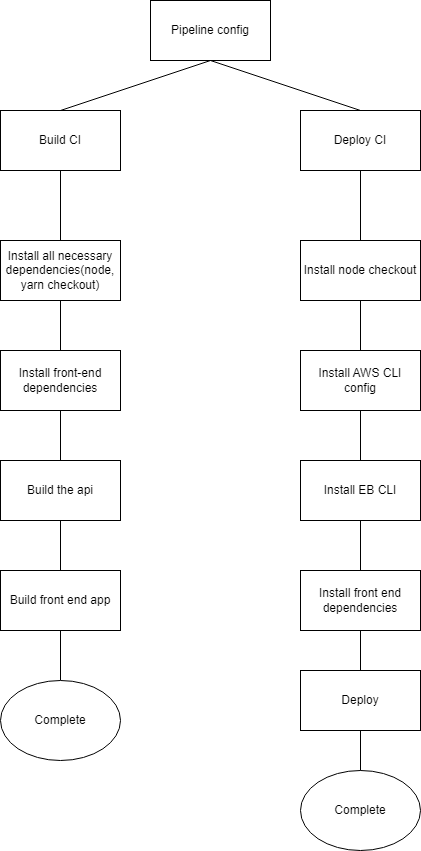 Pipeline config
Build CI
Deploy CI
Install all necessary
dependencies(node,
yarn checkout)
Install node checkout
Install front-end
dependencies
Install AWS CLI
config
Build the api
Install EB CLI
Build front end app
Install front end
dependencies
Complete
Deploy
Complete